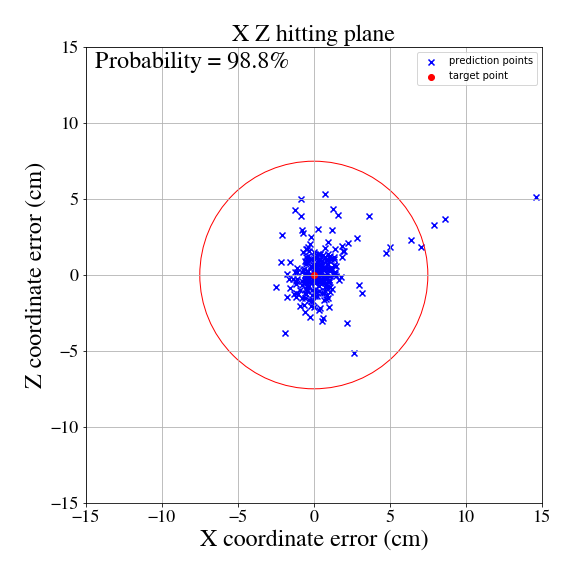 X Z hitting plane
Probability = 98.8%
prediction points
target point
Z coordinate error (cm)
15
10
5
0
−5
−10
−15
−15
−10
−5
0
5
10
15
X coordinate error (cm)